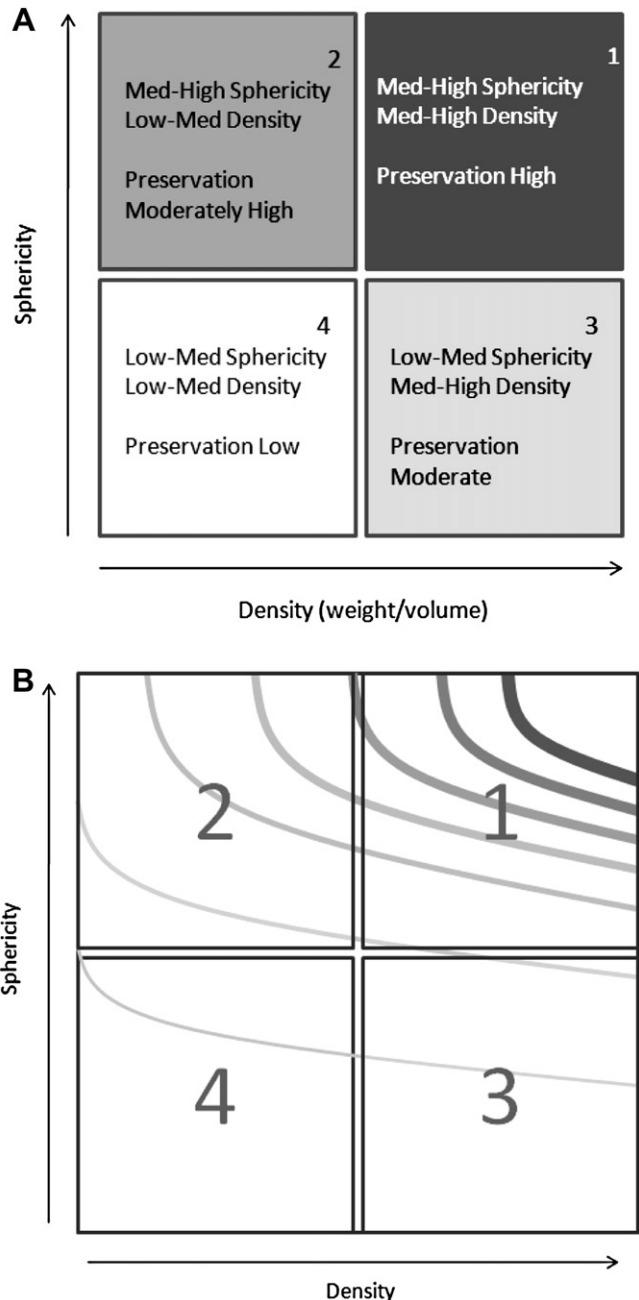 A
Sphericity
2
Med-High Sphericity
Low-Med Density
Preservation
Moderately High
1
Med-High Sphericity
Med-High Density
Preservation High
4
Low-Med Sphericity
Low-Med Density
Preservation Low
3
Low-Med Sphericity
Med-High Density
Preservation
Moderate
Density (weight/volume)
B
Sphericity
2
1
4
3
Density